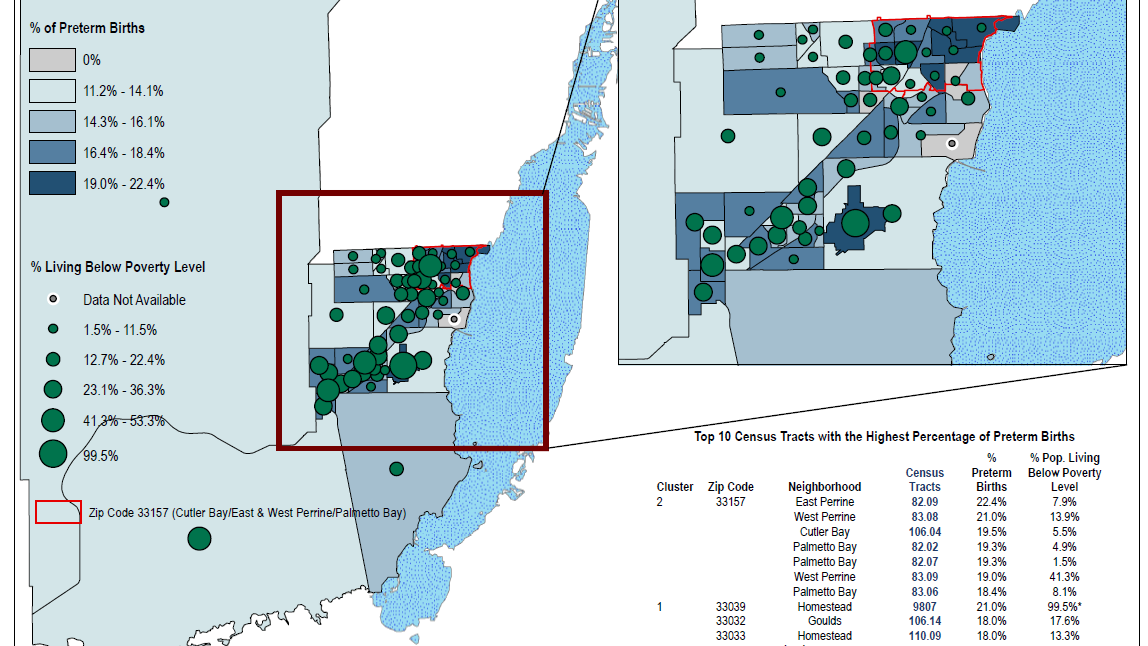 % of Preterm Births
0%
11.2% - 14.1%
14.3% - 16.1%
16.4% - 18.4%
19.0% - 22.4%
% Living Below Poverty Level
Data Not Available
1.5% - 11.5%
12.7% - 22.4%
23.1% - 36.3%
41.3% - 53.3%
99.5%
Zip Code 33157 (Cutler Bay/East & West Perrine/Palmetto Bay)
Top 10 Census Tracts with the Highest Percentage of Preterm Births
% % Pop. Living
Census Preterm Below Poverty
Cluster Zip Code Neighborhood Tracts Births Level
2 33157 East Perrine 82.09 22.4% 7.9%
West Perrine 83.08 21.0% 13.9%
Cutler Bay 106.04 19.5% 5.5%
Palmetto Bay 82.02 19.3% 4.9%
Palmetto Bay 82.07 19.3% 1.5%
West Perrine 83.09 19.0% 41.3%
Palmetto Bay 83.06 18.4% 8.1%
1 33039 Homestead 9807 21.0% 99.5%*
33032 Goulds 106.14 18.0% 17.6%
33033 Homestead 110.09 18.0% 13.3%